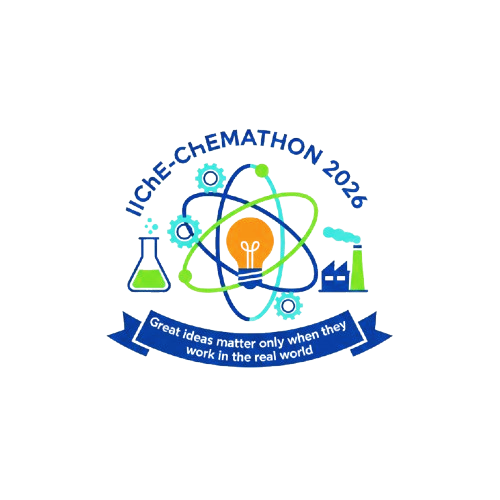 IIChE-ChEMATHON 2026
Great ideas matter only when they
work in the real world